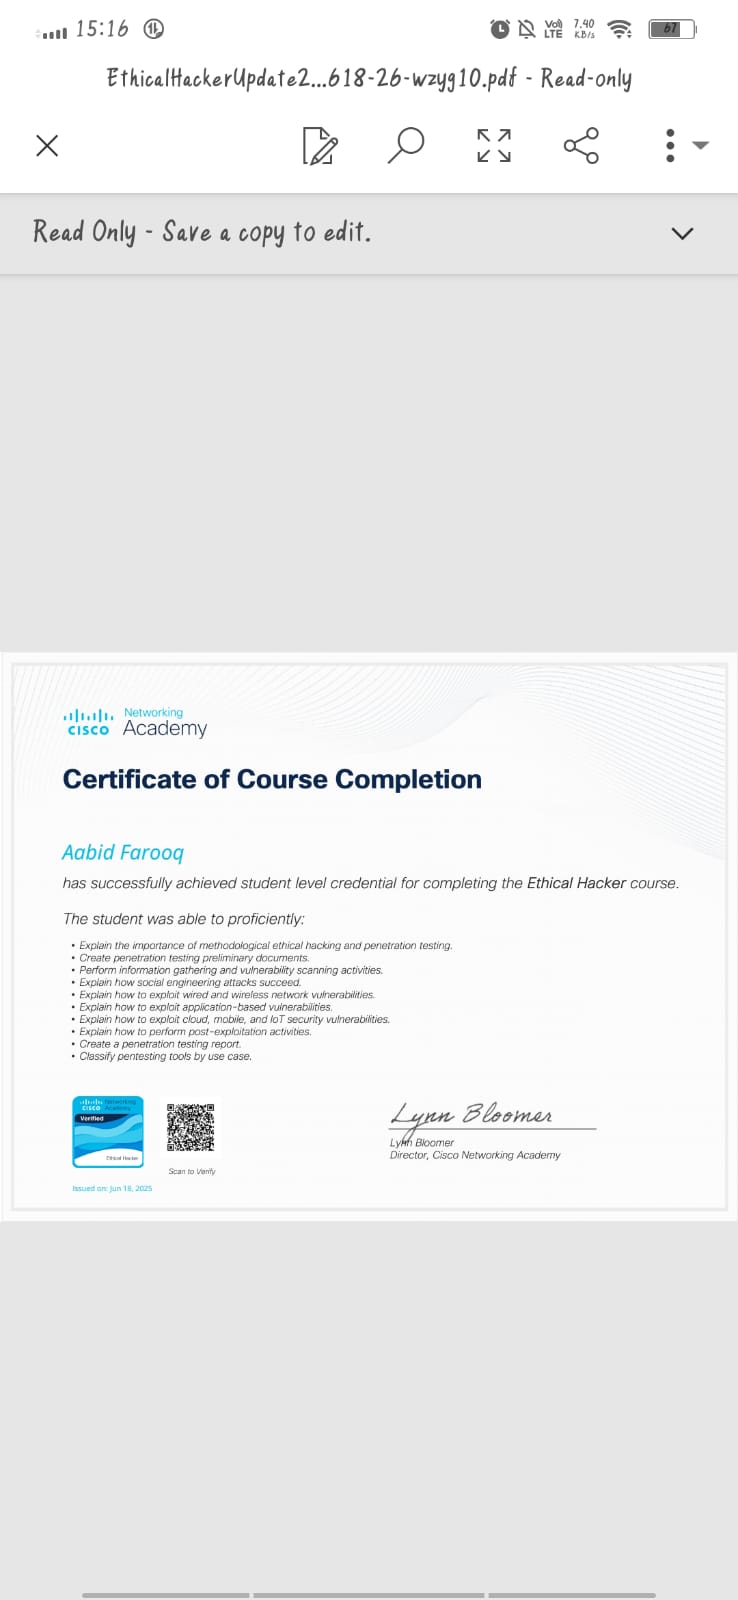 15:16
Vo)) LTE
7.40 KB/s
67
EthicalHackerUpdate2...618-26-wzyg10.pdf - Read-only
Read Only - Save a copy to edit.
CISCO Networking Academy
Certificate of Course Completion
Aabid Farooq
has successfully achieved student level credential for completing the Ethical Hacker course.
The student was able to proficiently:
• Explain the importance of methodological ethical hacking and penetration testing.
• Create penetration testing preliminary documents.
• Perform information gathering and vulnerability scanning activities.
• Explain how social engineering attacks succeed.
• Explain how to exploit wired and wireless network vulnerabilities.
• Explain how to exploit application-based vulnerabilities.
• Explain how to exploit cloud, mobile, and IoT security vulnerabilities.
• Explain how to perform post-exploitation activities.
• Create a penetration testing report.
• Classify pentesting tools by use case.
CISCO Networking Academy
Verified
Ethical Hacker
Scan to Verify
Issued on: Jun 18, 2025
Lynn Bloomer
Lynn Bloomer
Director, Cisco Networking Academy